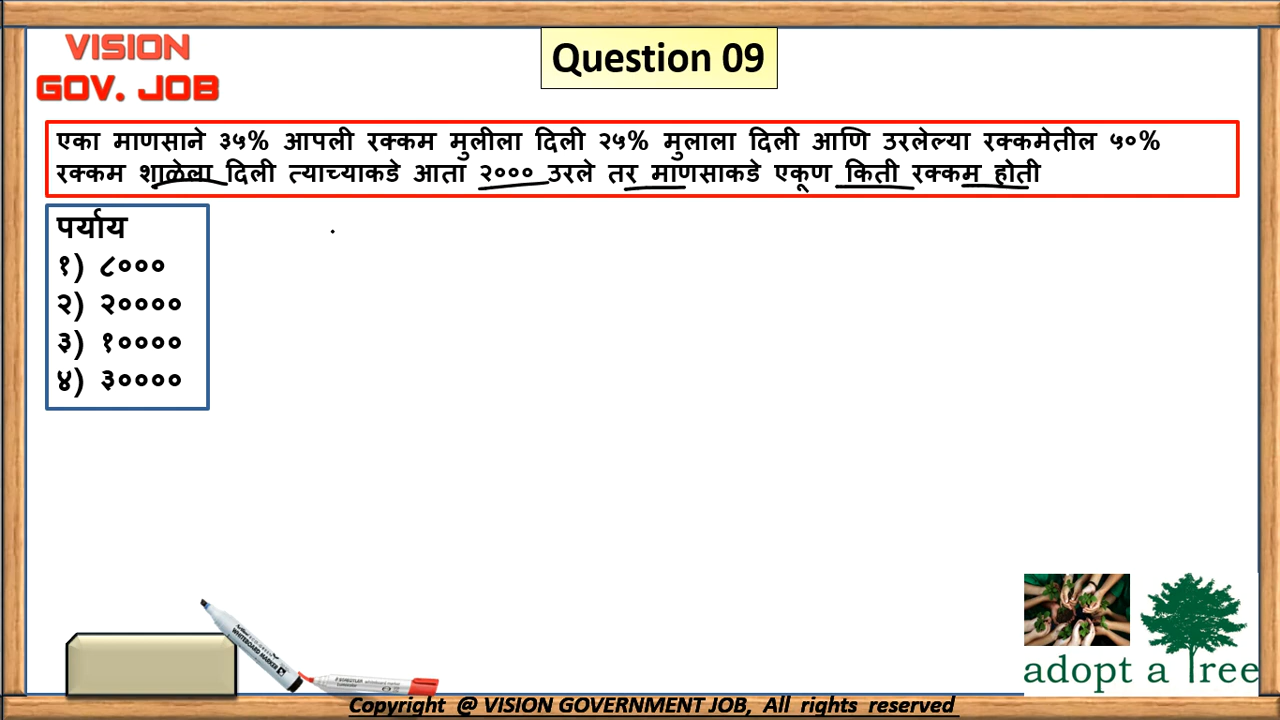 VISION
GOV. JOB
Question 09
एका माणसाने ३५% आपली रक्कम मुलीला दिली २५% मुलाला दिली आणि उरलेल्या रक्कमेतील ५०%
रक्कम शाळेला दिली त्याच्याकडे आता २००० उरले तर माणसाकडे एकूण किती रक्कम होती
पर्याय
१) ८०००
२) २००००
३) १००००
४) ३००००
WHITEBOARD MARKER
adopt a Tree
Copyright @ VISION GOVERNMENT JOB, All rights reserved